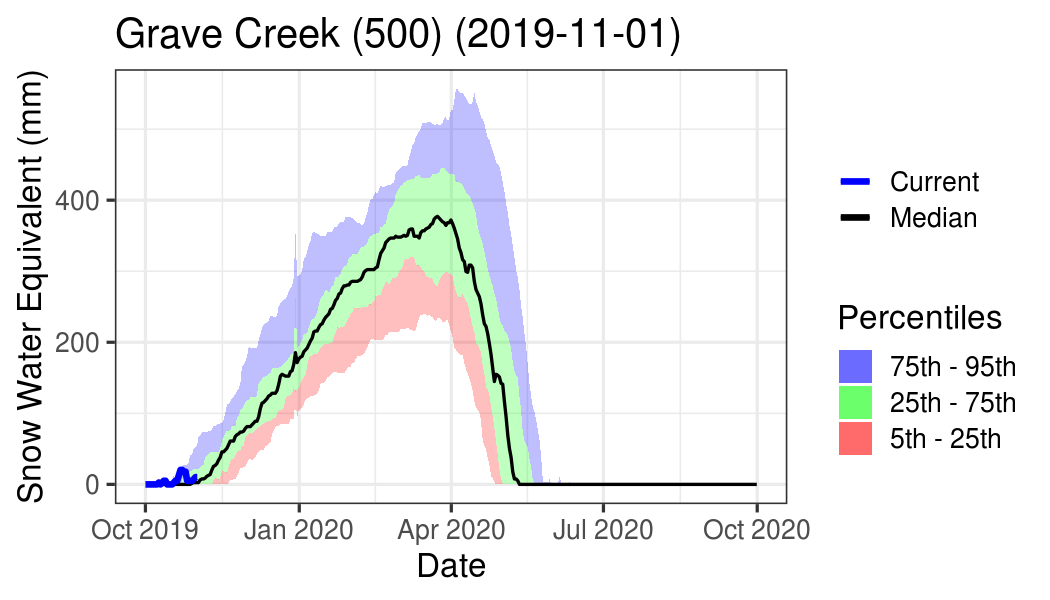 Grave Creek (500) (2019-11-01)
Snow Water Equivalent (mm)
400
200
0
Oct 2019 Jan 2020 Apr 2020 Jul 2020 Oct 2020
Date
Current
Median
Percentiles
75th - 95th
25th - 75th
5th - 25th